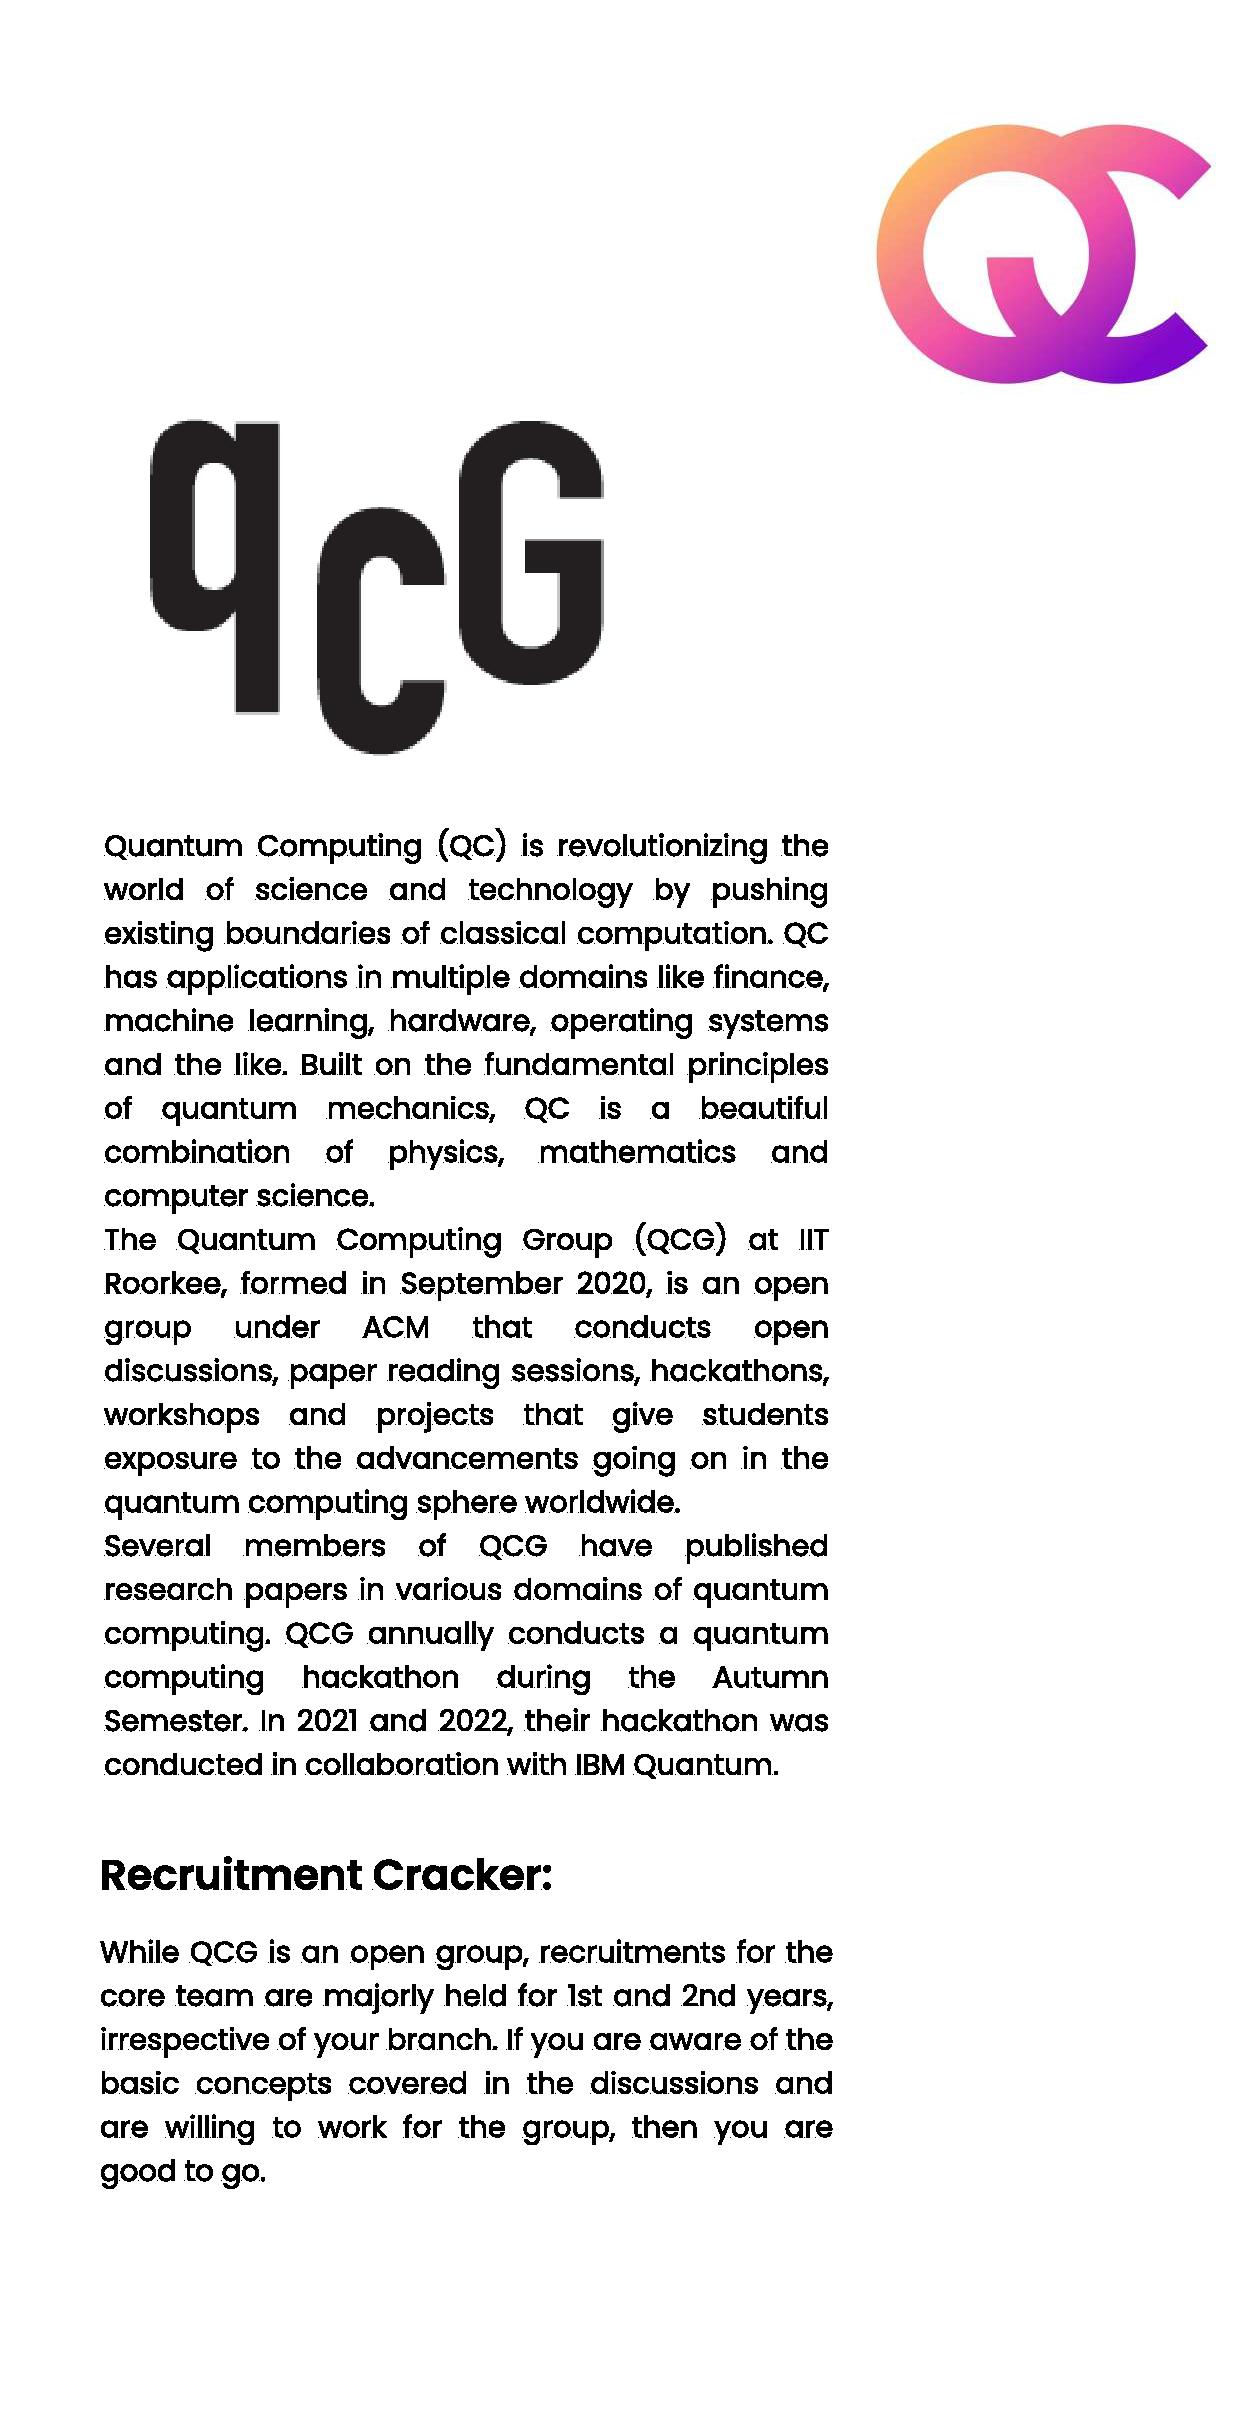 QC
qcG
Quantum Computing (QC) is revolutionizing the
world of science and technology by pushing
existing boundaries of classical computation. QC
has applications in multiple domains like finance,
machine learning, hardware, operating systems
and the like. Built on the fundamental principles
of quantum mechanics, QC is a beautiful
combination of physics, mathematics and
computer science.
The Quantum Computing Group (QCG) at IIT
Roorkee, formed in September 2020, is an open
group under ACM that conducts open
discussions, paper reading sessions, hackathons,
workshops and projects that give students
exposure to the advancements going on in the
quantum computing sphere worldwide.
Several members of QCG have published
research papers in various domains of quantum
computing. QCG annually conducts a quantum
computing hackathon during the Autumn
Semester. In 2021 and 2022, their hackathon was
conducted in collaboration with IBM Quantum.
Recruitment Cracker:
While QCG is an open group, recruitments for the
core team are majorly held for 1st and 2nd years,
irrespective of your branch. If you are aware of the
basic concepts covered in the discussions and
are willing to work for the group, then you are
good to go.